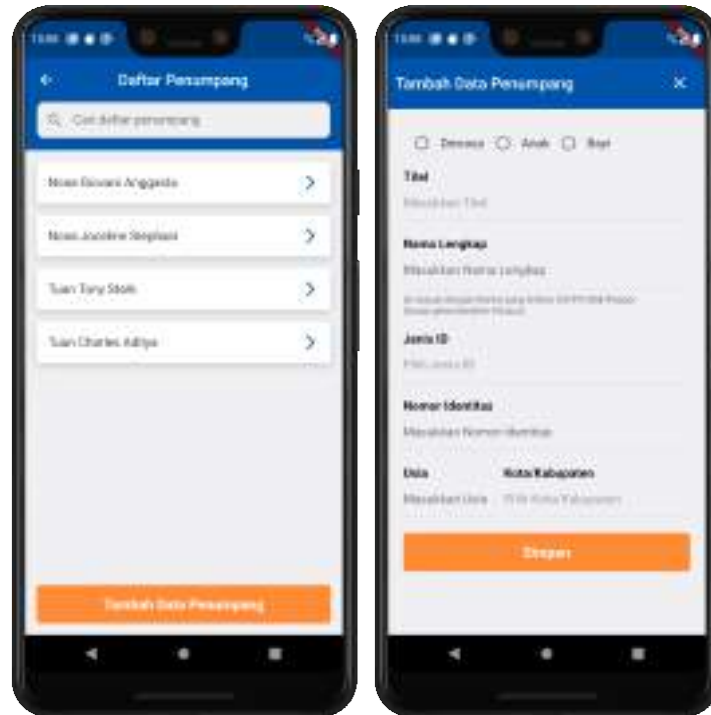 Daftar Penumpang
Cari daftar penumpang
Nona Giovani Anggasta
Nona Joceline Stephani
Tuan Tony Stark
Tuan Charles Aditya
Tambah Data Penumpang
Tambah Data Penumpang
Dewasa Anak Bayi
Titel
Masukkan Titel
Nama Lengkap
Masukkan Nama Lengkap
Jenis ID
Pilih Jenis ID
Nomor Identitas
Masukkan Nomor Identitas
Usia Kota/Kabupaten
Masukkan Usia Pilih Kota/Kabupaten
Simpan